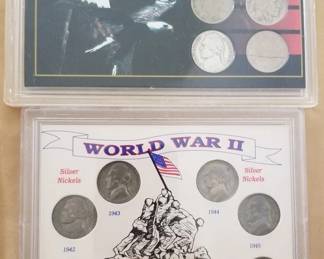 WORLD WAR II
Silver
Nickels
Silver
Nickels
1943
1944
1942
1945